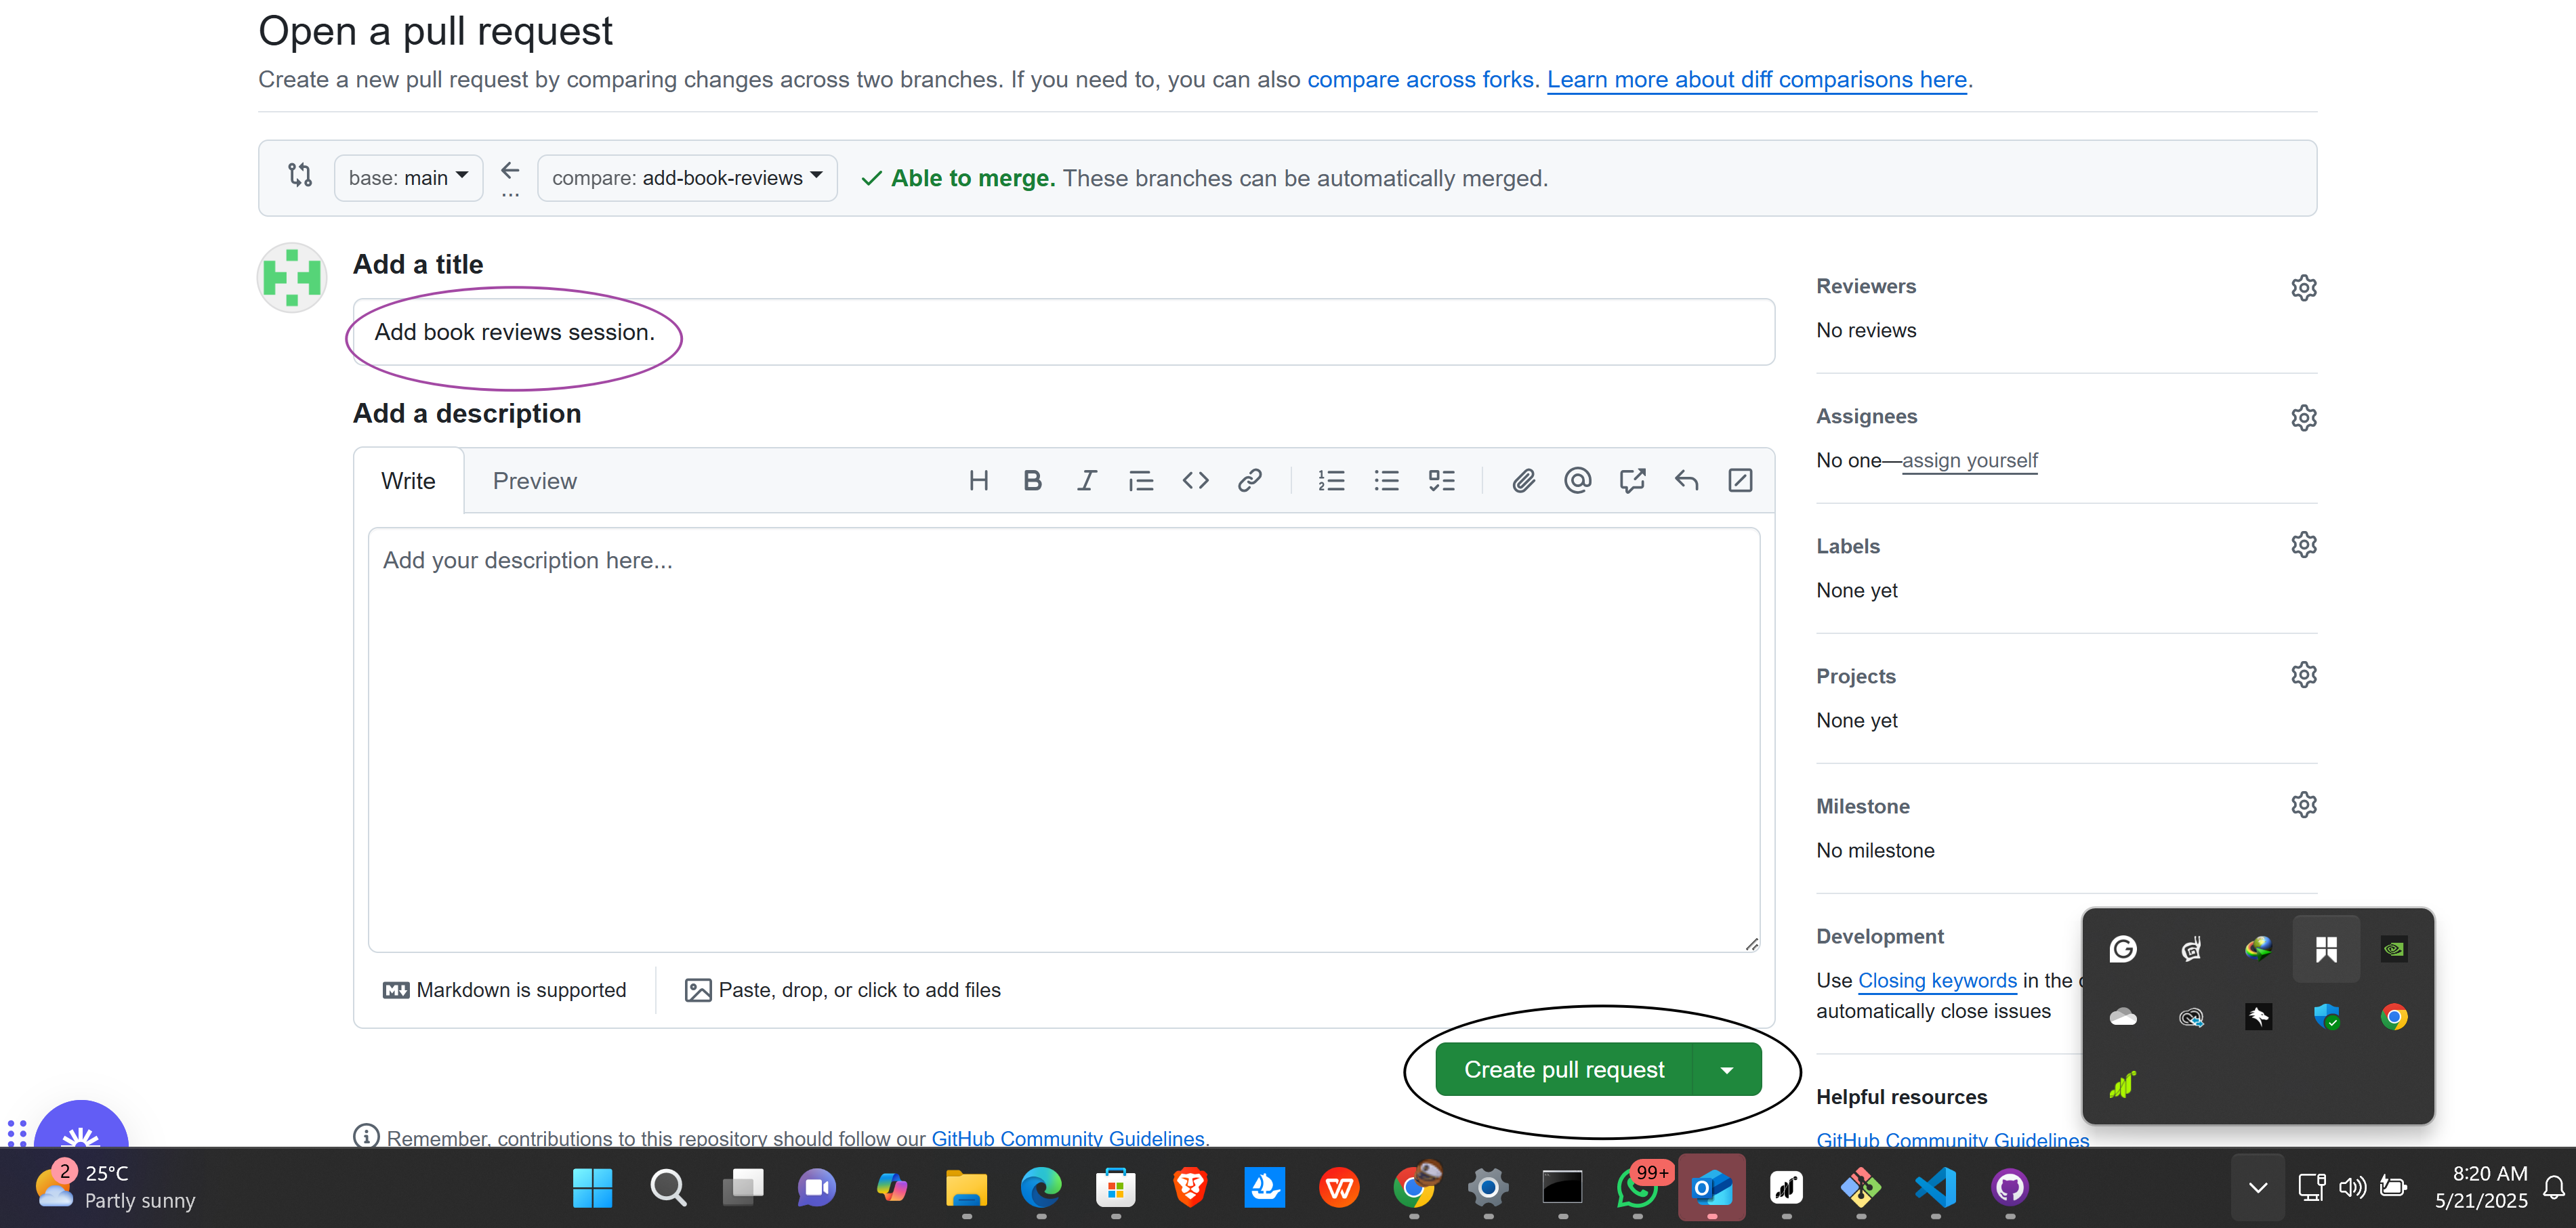 Open a pull request
Create a new pull request by comparing changes across two branches. If you need to, you can also compare across forks. Learn more about diff comparisons here.
base: main
...
compare: add-book-reviews
Able to merge. These branches can be automatically merged.
Add a title
Add book reviews session.
Add a description
Write
Preview
Add your description here...
Markdown is supported
Paste, drop, or click to add files
Create pull request
Remember, contributions to this repository should follow our GitHub Community Guidelines.
Reviewers
No reviews
Assignees
No one—assign yourself
Labels
None yet
Projects
None yet
Milestone
No milestone
Development
Use Closing keywords in the
automatically close issues
Helpful resources
GitHub Community Guidelines
2
25°C
Partly sunny
99+
8:20 AM
5/21/2025